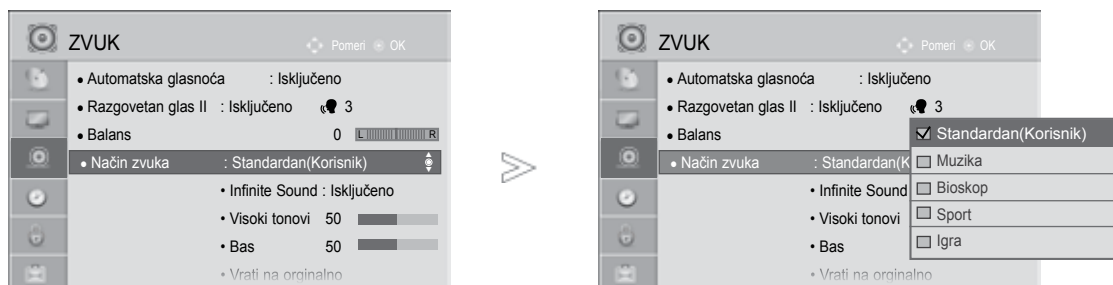 ZVUK
Pomeri OK
• Automatska glasnoća : Isključeno
• Razgovetan glas II : Isključeno 3
• Balans 0 L R
• Način zvuka : Standardan(Korisnik)
• Infinite Sound : Isključeno
• Visoki tonovi 50
• Bas 50
• Vrati na orginalno
ZVUK
Pomeri OK
• Automatska glasnoća : Isključeno
• Razgovetan glas II : Isključeno 3
• Balans
• Način zvuka : Standardan(K
• Infinite Sound
• Visoki tonovi
• Bas
• Vrati na orginalno
Standardan(Korisnik)
Muzika
Bioskop
Sport
Igra